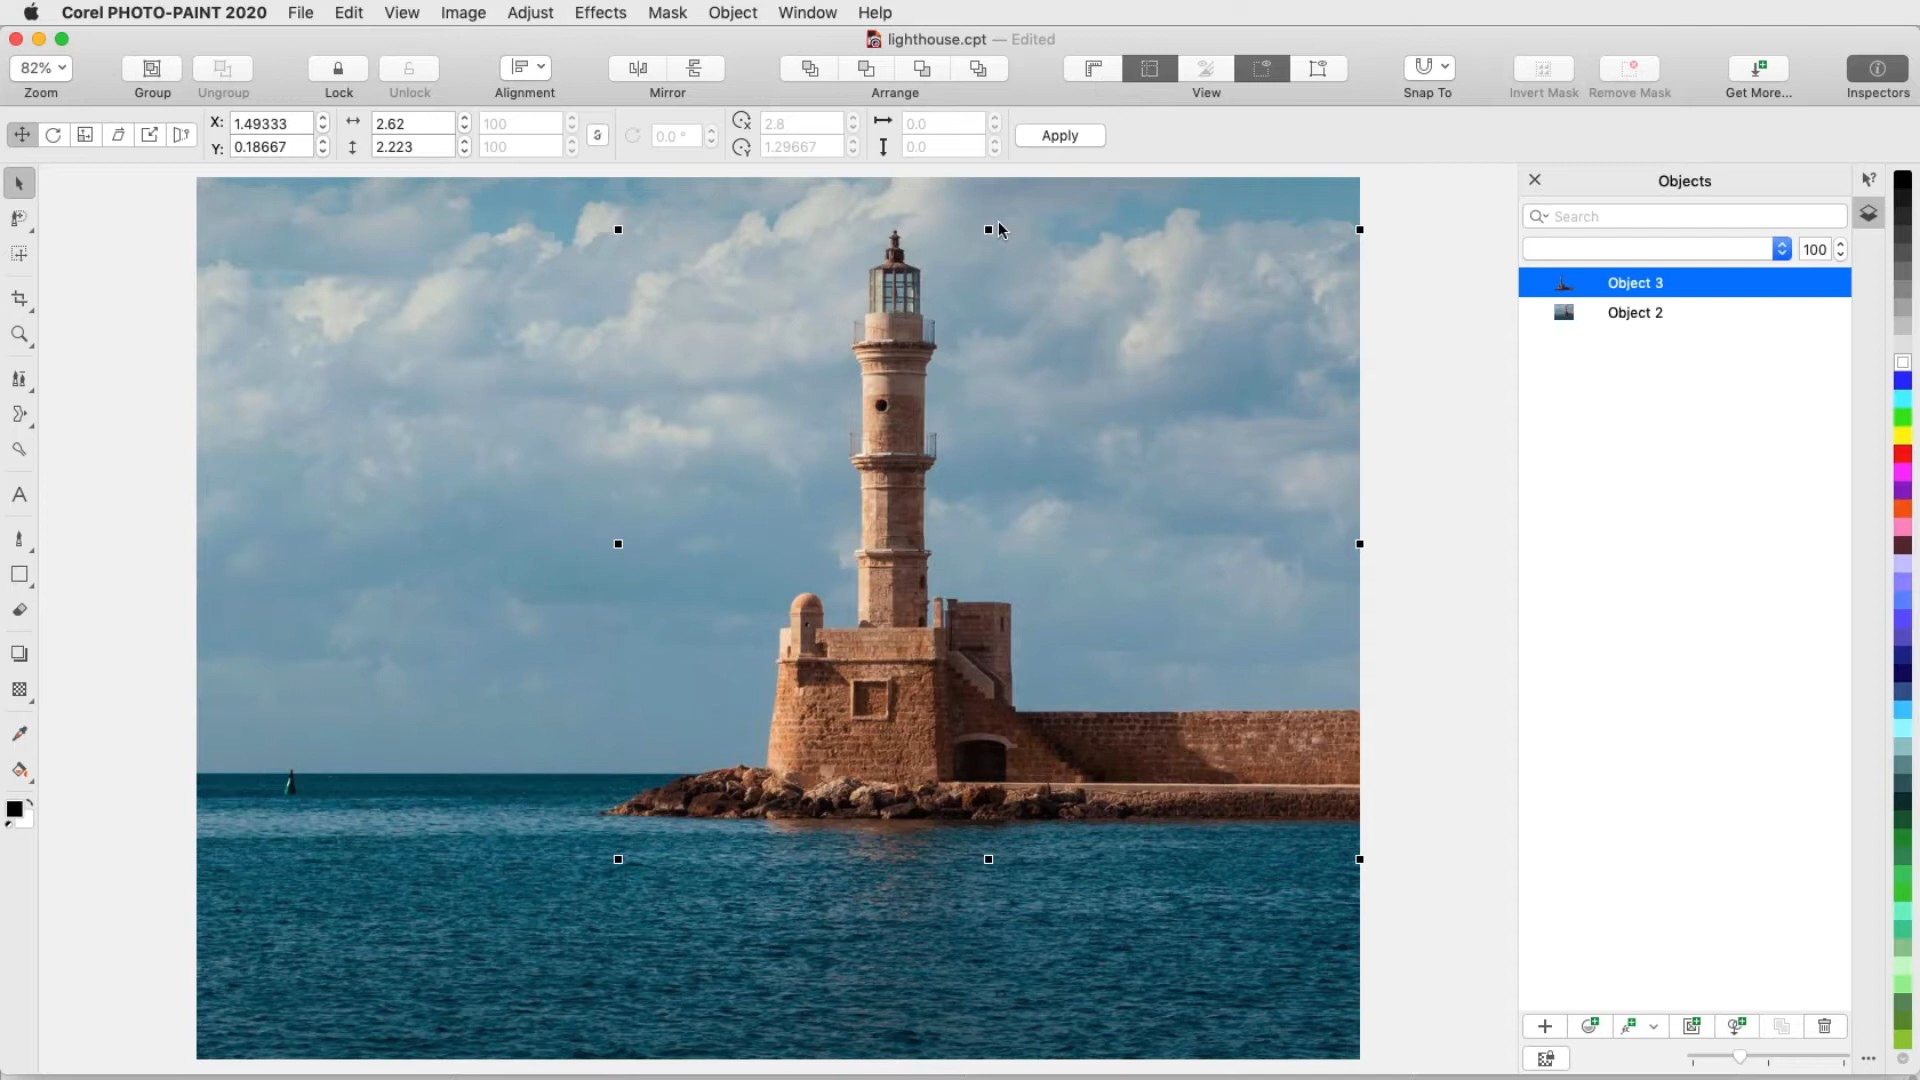 Corel PHOTO-PAINT 2020 File Edit View Image Adjust Effects Mask Object Window Help
lighthouse.cpt — Edited
82%
Zoom Group Ungroup Lock Unlock Alignment Mirror Arrange View Snap To Invert Mask Remove Mask Get More... Inspectors
X: 1.49333 2.62 100 2.8 0.0
0.0 ° Apply
Y: 0.18667 2.223 100 1.29667 0.0
Objects
Search
100
Object 3
Object 2